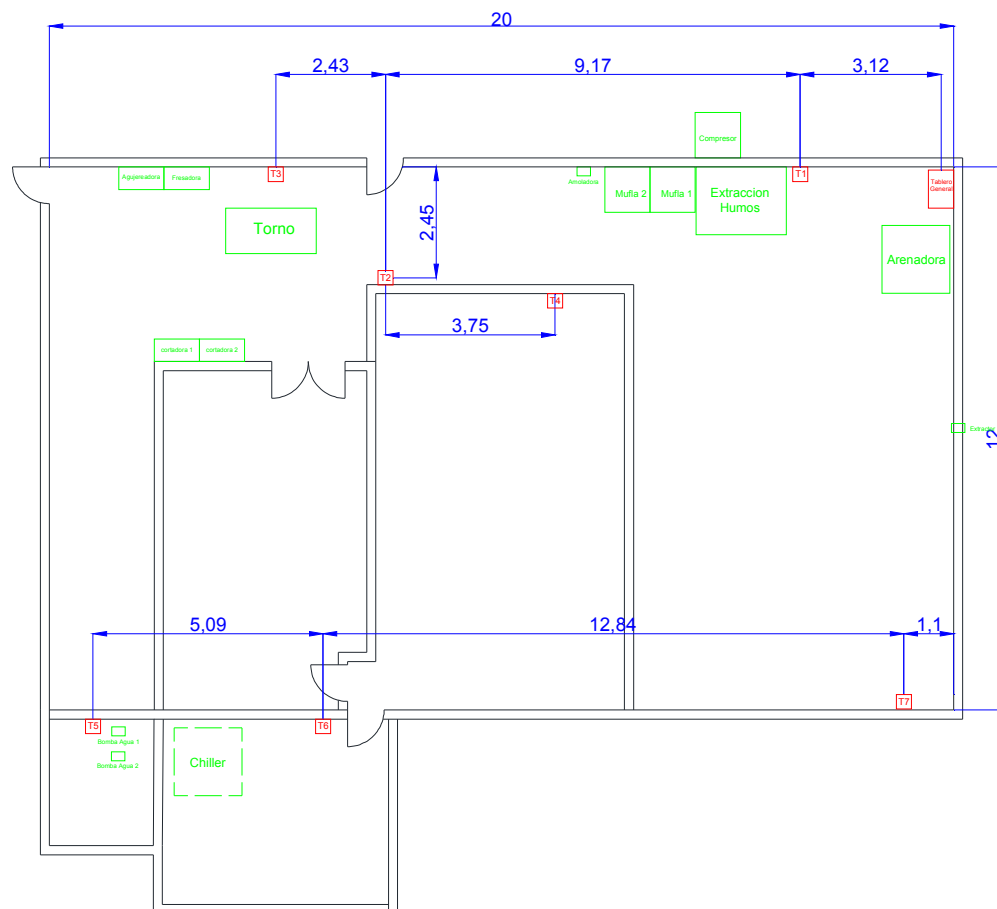 20
2,43
9,17
3,12
Compresor
Agujereadora
Fresadora
T3
Amoladora
Mufla 2
Mufla 1
Extraccion
Humos
T1
Tablero
General
Torno
2,45
Arenadora
T2
T4
3,75
cortadora 1
cortadora 2
Extractor
12
5,09
12,84
1,1
T7
T5
T6
Bomba Agua 1
Bomba Agua 2
Chiller